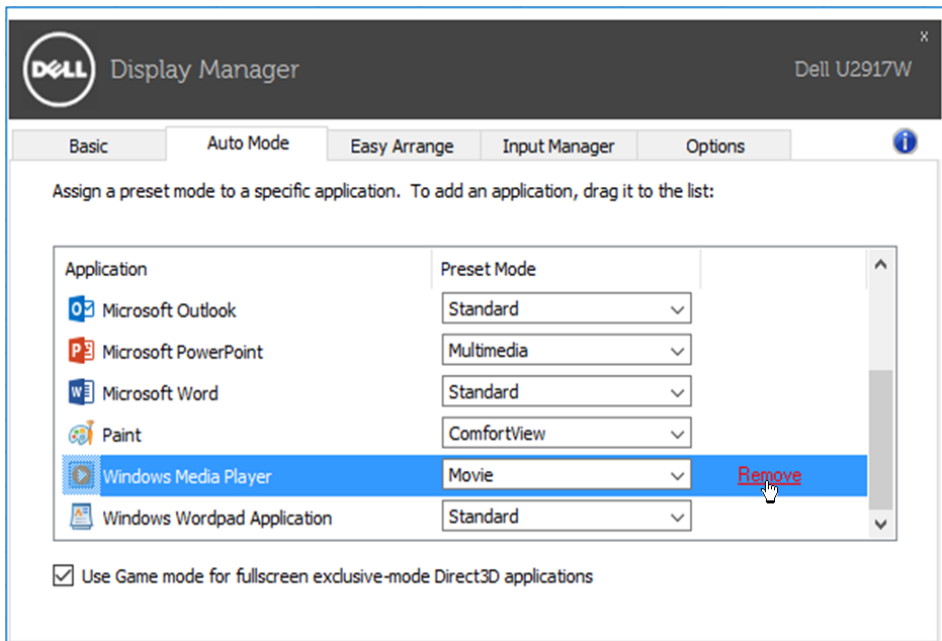 DELL Display Manager
x
Dell U2917W
Basic Auto Mode Easy Arrange Input Manager Options
Assign a preset mode to a specific application. To add an application, drag it to the list:
Application Preset Mode
Microsoft Outlook Standard
Microsoft PowerPoint Multimedia
Microsoft Word Standard
Paint ComfortView
Windows Media Player Movie Remove
Windows Wordpad Application Standard
Use Game mode for fullscreen exclusive-mode Direct3D applications